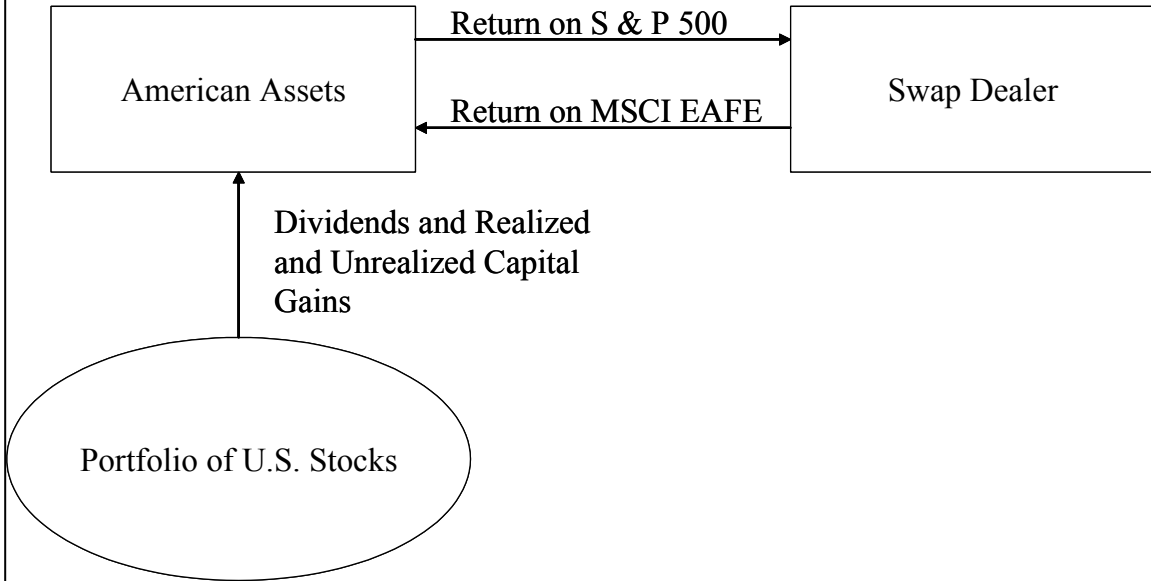 Return on S & P 500
American Assets
Swap Dealer
Return on MSCI EAFE
Dividends and Realized
and Unrealized Capital
Gains
Portfolio of U.S. Stocks